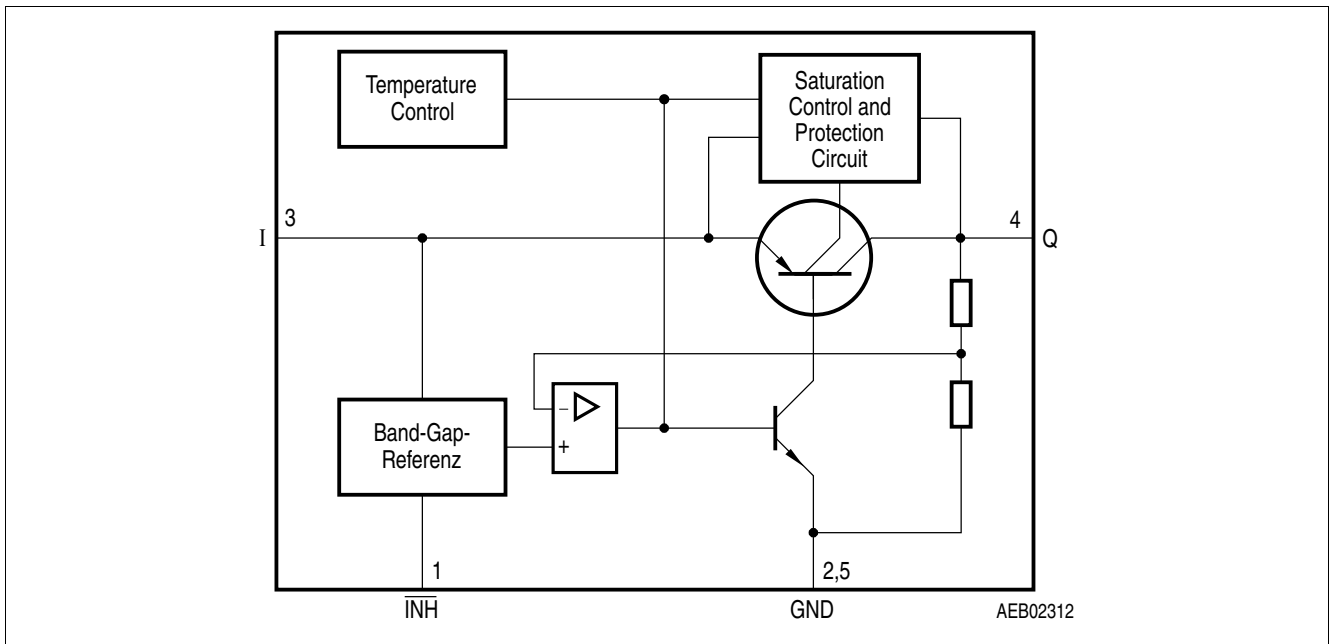 Temperature
Control
Saturation
Control and
Protection
Circuit
3
I
4
Q
−
+
Band-Gap-
Referenz
1
2,5
INH
GND
AEB02312